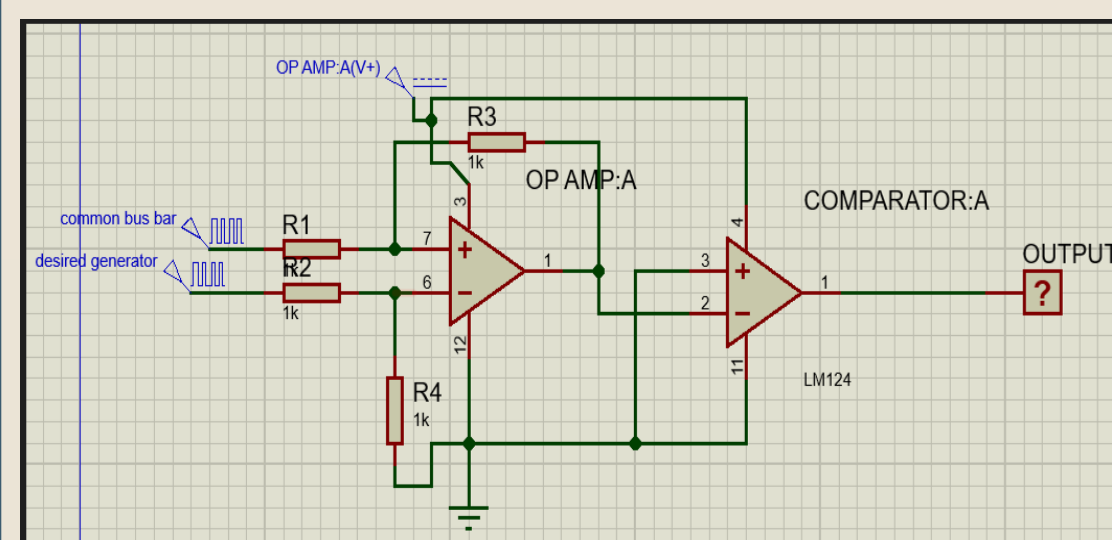 OP AMP:A(V+)
R3
1k
OP AMP:A
3
COMPARATOR:A
4
common bus bar
R1
7
+
desired generator
R2
1k
6
−
1
12
3
+
2
−
1
OUTPUT
?
11
LM124
R4
1k